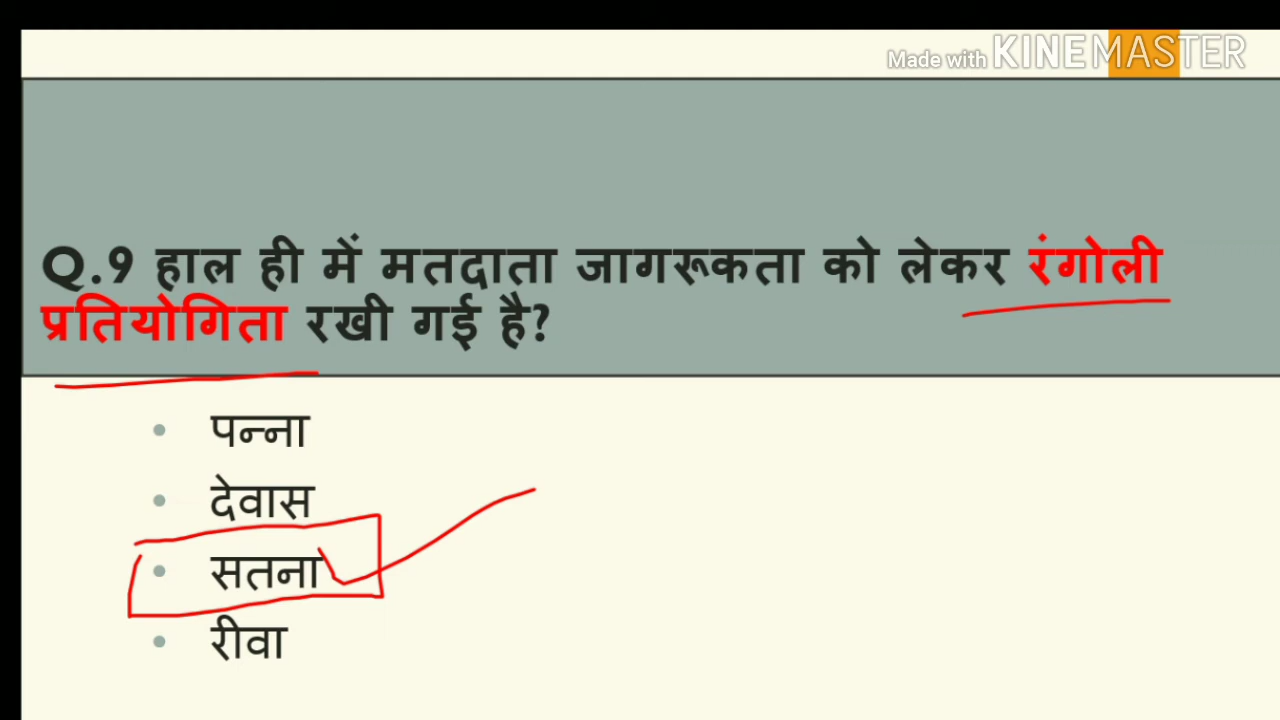 Made with KINEMASTER
Q.9 हाल ही में मतदाता जागरूकता को लेकर रंगोली
प्रतियोगिता रखी गई है?
• पन्ना
• देवास
• सतना
• रीवा